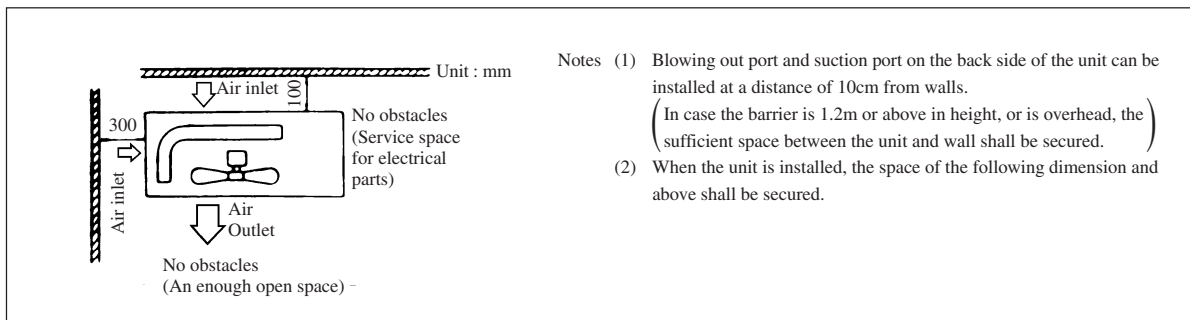 Unit : mm
Air inlet
100
300
Air inlet
No obstacles
(Service space
for electrical
parts)
Air
Outlet
No obstacles
(An enough open space)
Notes (1) Blowing out port and suction port on the back side of the unit can be
installed at a distance of 10cm from walls.
(In case the barrier is 1.2m or above in height, or is overhead, the
sufficient space between the unit and wall shall be secured.)
(2) When the unit is installed, the space of the following dimension and
above shall be secured.